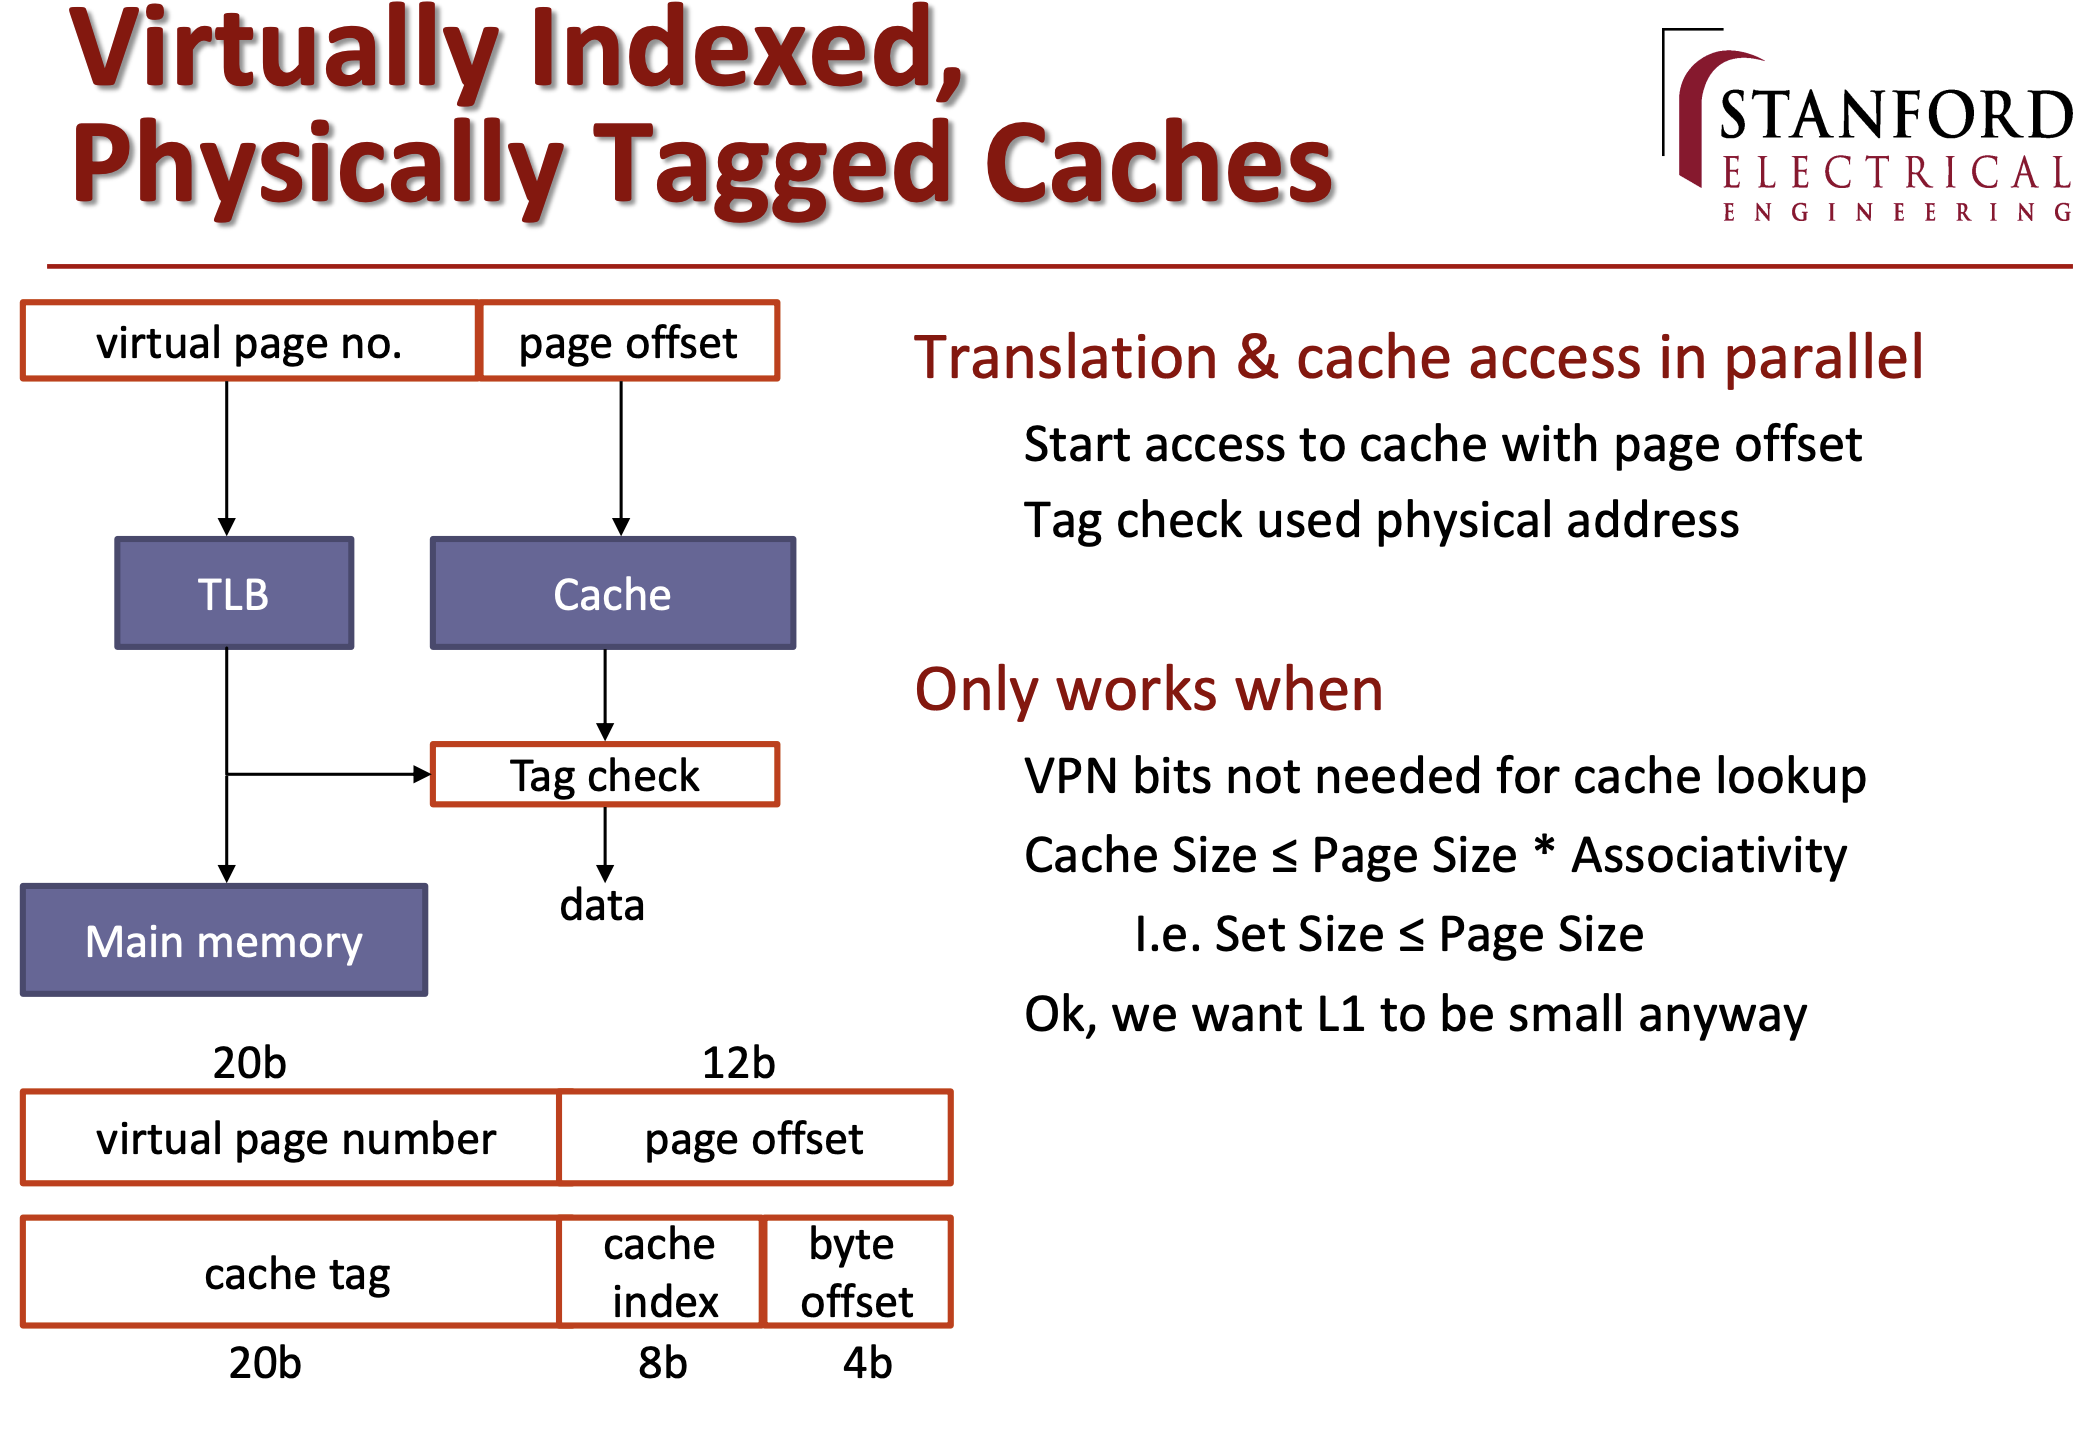 Virtually Indexed,
Physically Tagged Caches
STANFORD
ELECTRICAL
ENGINEERING
virtual page no.
page offset
TLB
Cache
Tag check
data
Main memory
20b
12b
virtual page number
page offset
cache tag
cache
index
byte
offset
20b
8b
4b
Translation & cache access in parallel
Start access to cache with page offset
Tag check used physical address
Only works when
VPN bits not needed for cache lookup
Cache Size ≤ Page Size * Associativity
I.e. Set Size ≤ Page Size
Ok, we want L1 to be small anyway